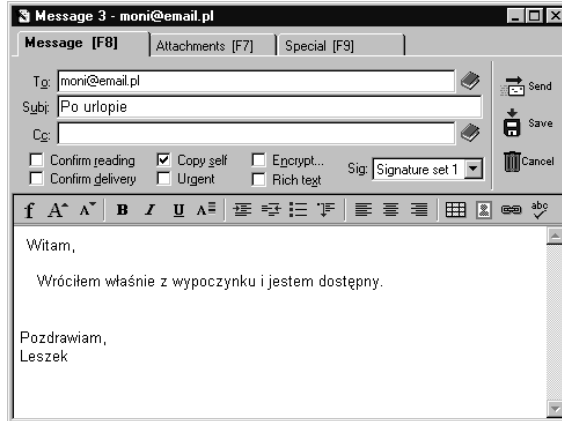 Message 3 - moni@email.pl
Message [F8] Attachments [F7] Special [F9]
To: moni@email.pl
Subj: Po urlopie
Cc:
Send
Save
Cancel
Confirm reading Copy self Encrypt...
Confirm delivery Urgent Rich text
Sig: Signature set 1
f A A B I U A abc
Witam,
Wróciłem właśnie z wypoczynku i jestem dostępny.
Pozdrawiam,
Leszek